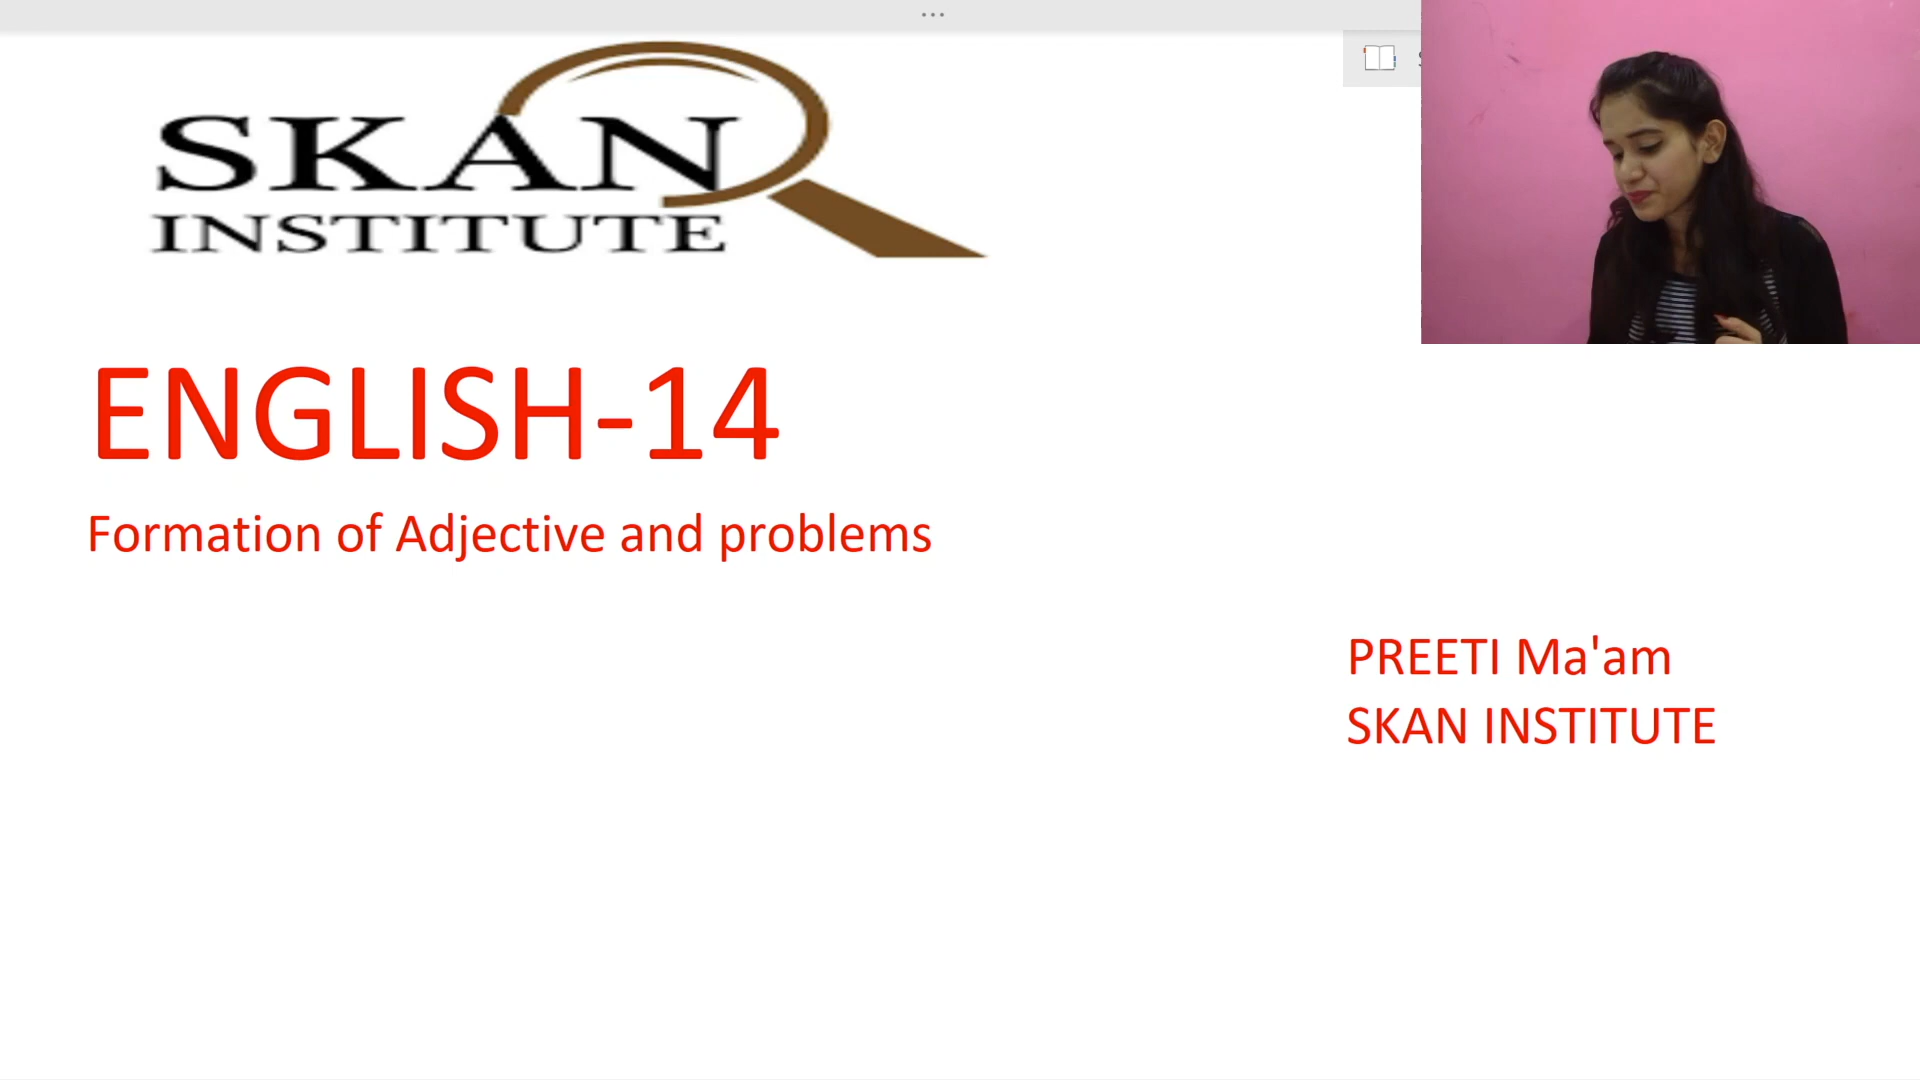 SKAN
INSTITUTE
ENGLISH-14
Formation of Adjective and problems
PREETI Ma'am
SKAN INSTITUTE